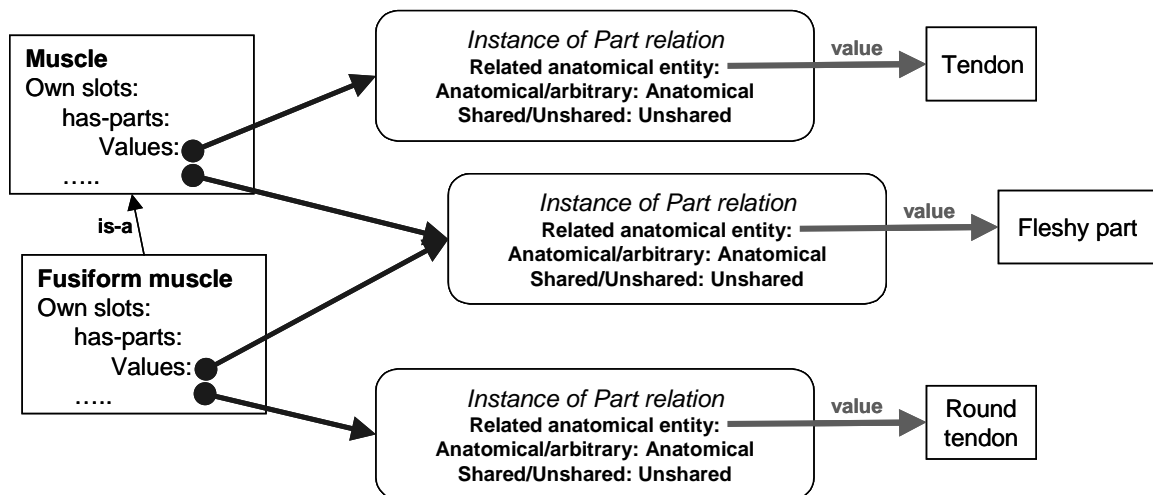 Muscle
Own slots:
has-parts:
Values:
…..
is-a
Fusiform muscle
Own slots:
has-parts:
Values:
…..
Instance of Part relation
Related anatomical entity:
Anatomical/arbitrary: Anatomical
Shared/Unshared: Unshared
value
Tendon
Instance of Part relation
Related anatomical entity:
Anatomical/arbitrary: Anatomical
Shared/Unshared: Unshared
value
Fleshy part
Instance of Part relation
Related anatomical entity:
Anatomical/arbitrary: Anatomical
Shared/Unshared: Unshared
value
Round
tendon